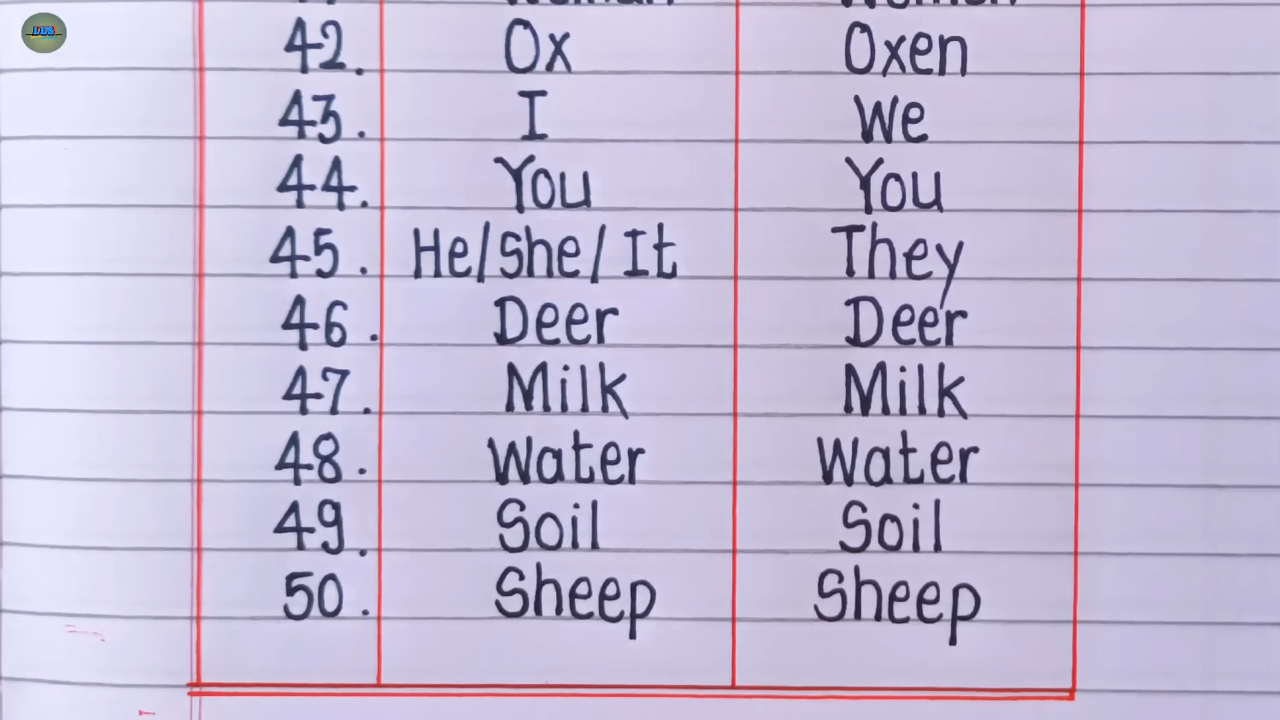 LBS
42. Ox Oxen
43. I We
44. You You
45. He/She/It They
46. Deer Deer
47. Milk Milk
48. Water Water
49. Soil Soil
50. Sheep Sheep